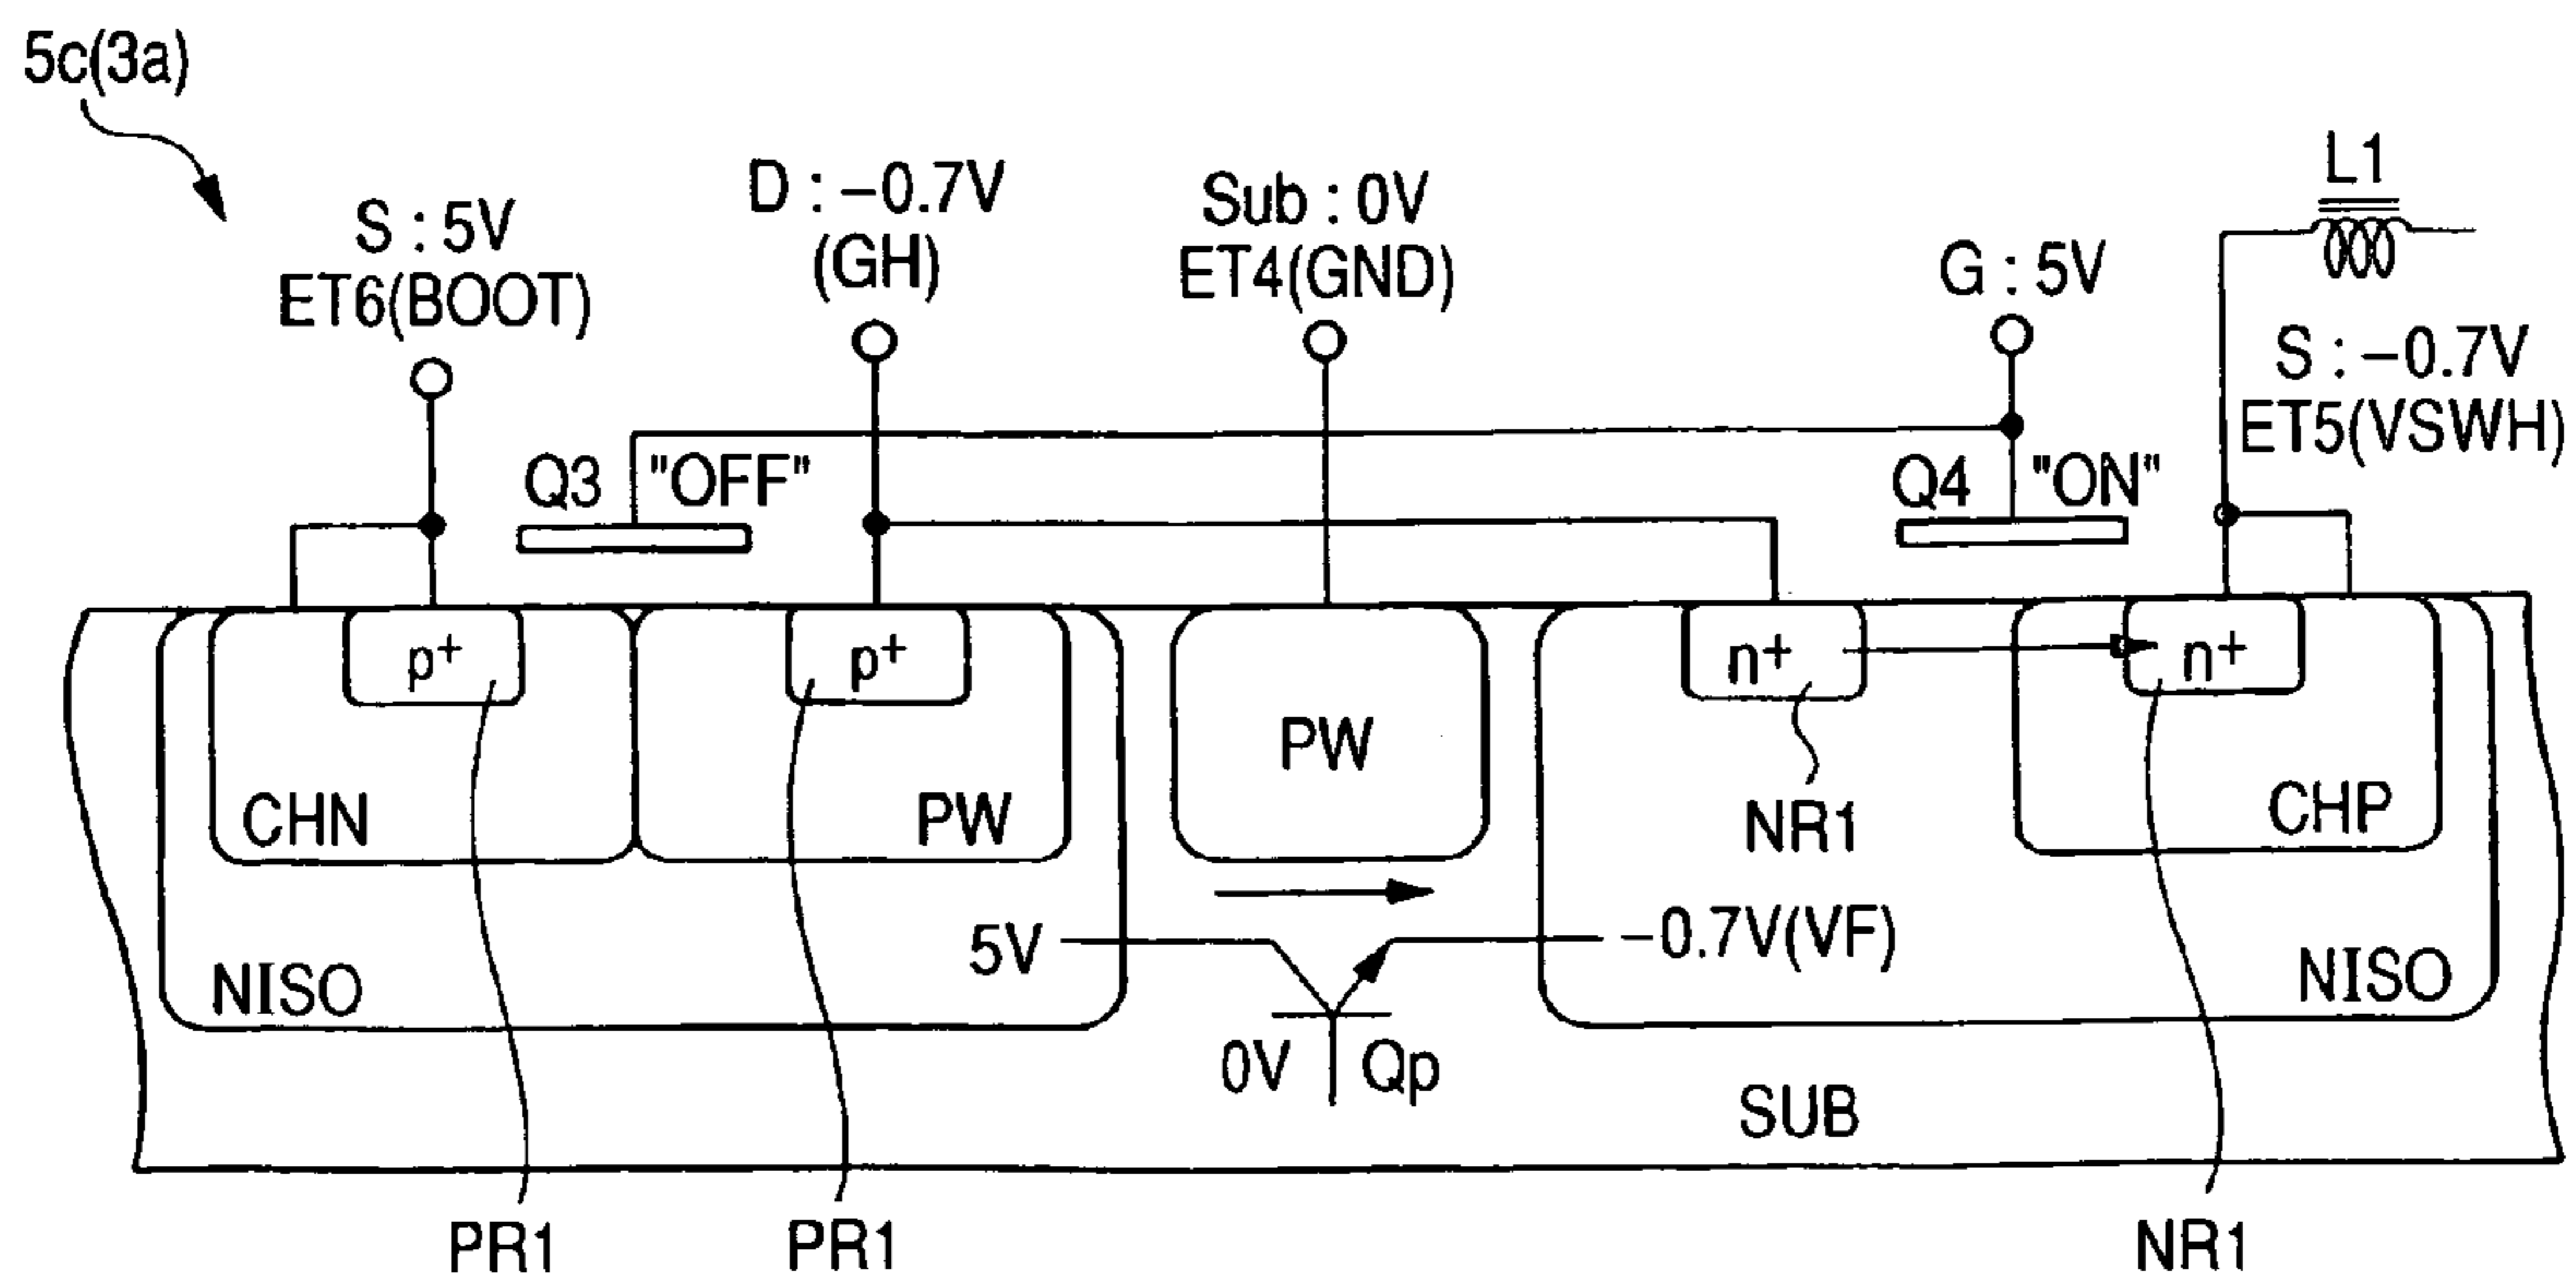 5c(3a)
S : 5V
ET6(BOOT)
D : −0.7V
(GH)
Sub : 0V
ET4(GND)
G : 5V
L1
S : −0.7V
ET5(VSWH)
Q3 "OFF"
Q4 "ON"
p+
p+
n+
n+
CHN
PW
PW
NR1
CHP
5V
−0.7V(VF)
NISO
NISO
0V
Qp
SUB
PR1
PR1
NR1